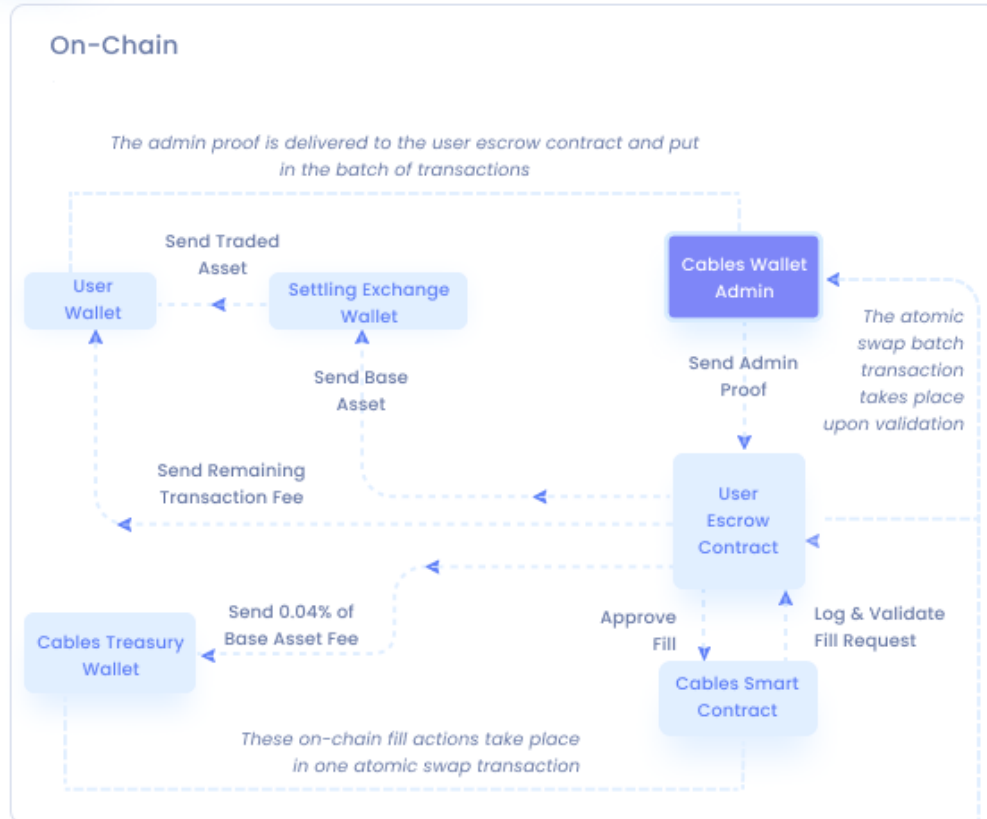 On-Chain
The admin proof is delivered to the user escrow contract and put
in the batch of transactions
Send Traded
Asset
User
Wallet
Settling Exchange
Wallet
Cables Wallet
Admin
The atomic
swap batch
transaction
takes place
upon validation
Send Admin
Proof
Send Base
Asset
Send Remaining
Transaction Fee
User
Escrow
Contract
Send 0.04% of
Base Asset Fee
Approve
Fill
Log & Validate
Fill Request
Cables Treasury
Wallet
Cables Smart
Contract
These on-chain fill actions take place
in one atomic swap transaction